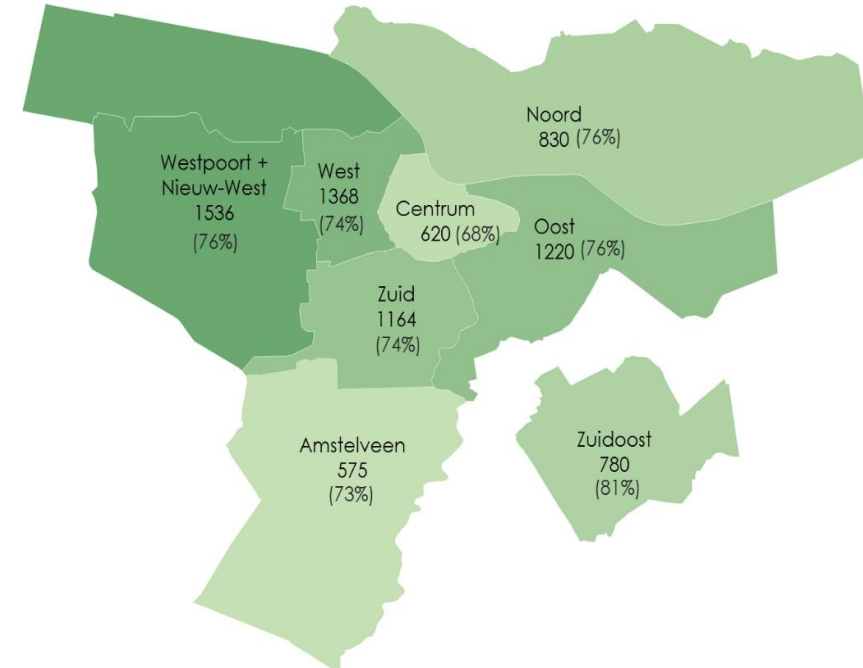 Noord
830 (76%)
Westpoort +
Nieuw-West
1536
(76%)
West
1368
(74%)
Centrum
620 (68%)
Oost
1220 (76%)
Zuid
1164
(74%)
Amstelveen
575
(73%)
Zuidoost
780
(81%)